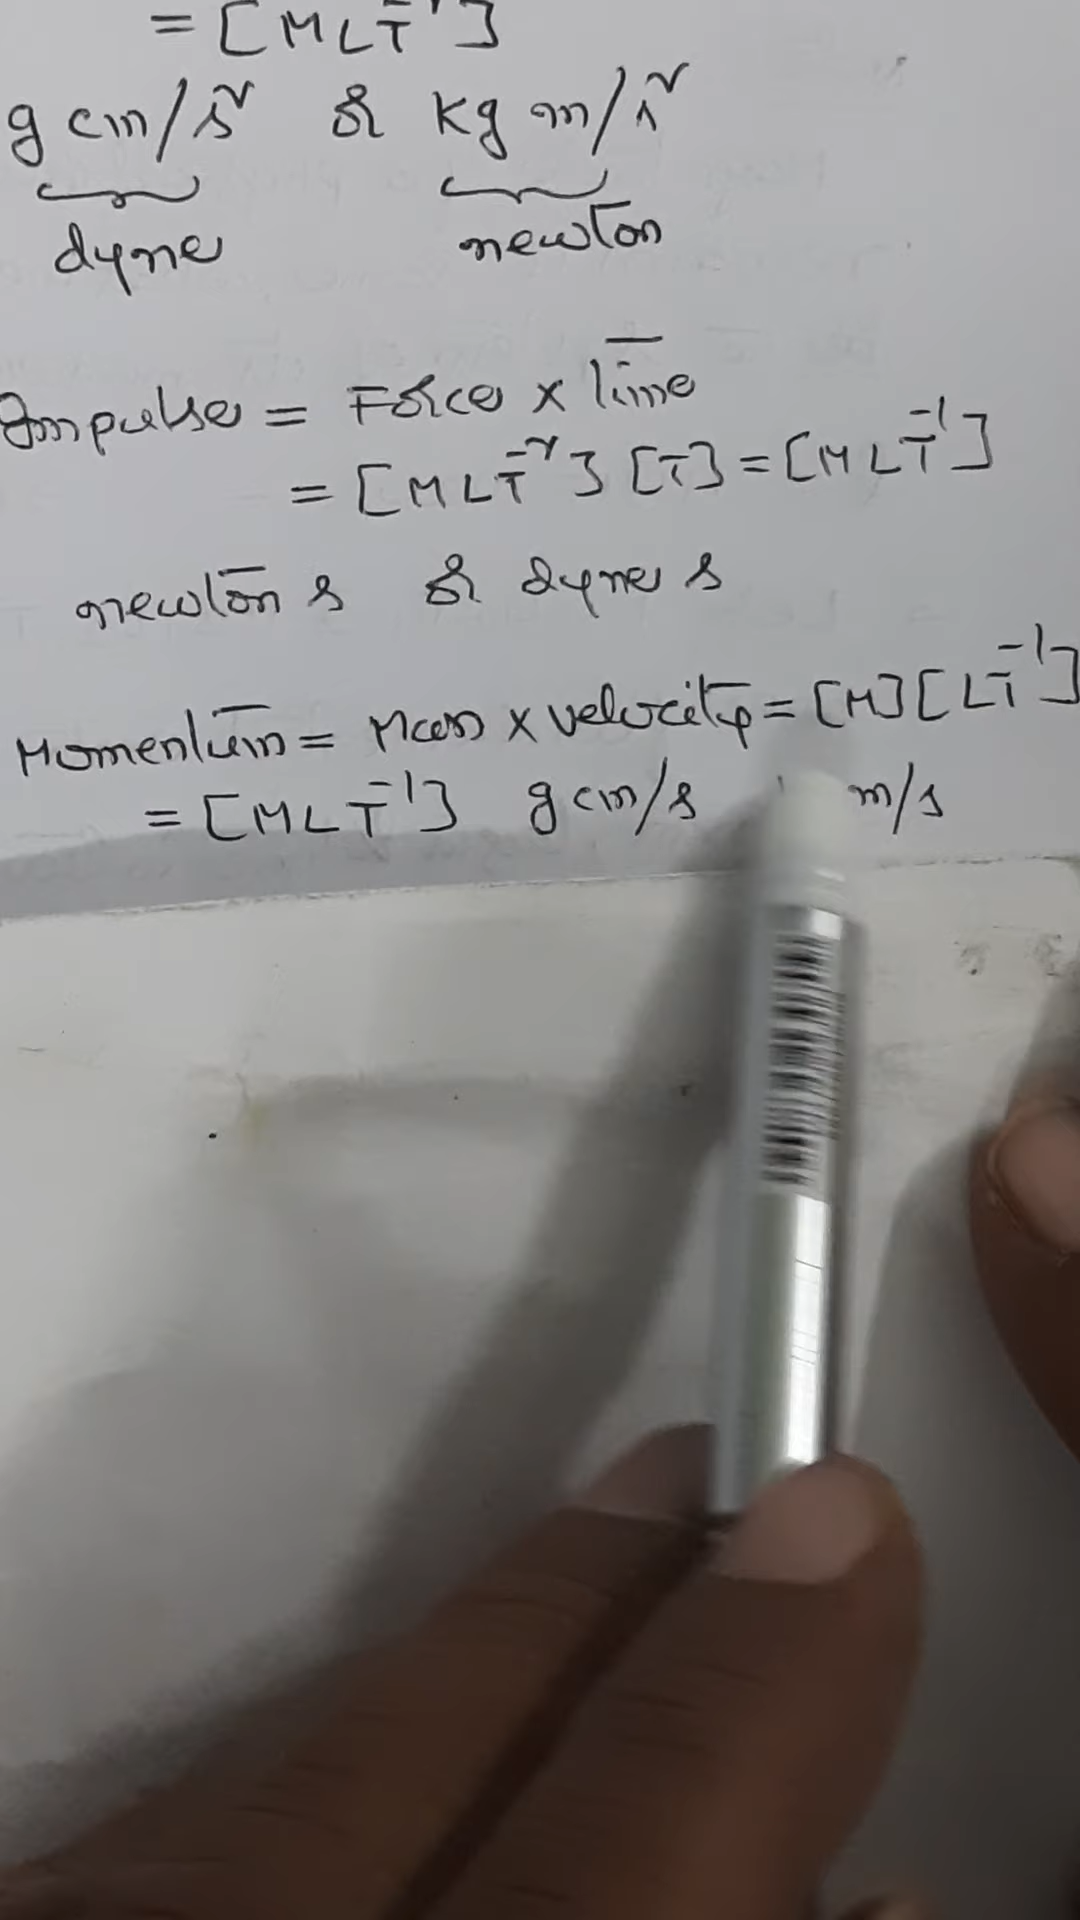 = [MLT⁻
g cm/s² & kg m/s²
dyne newton
Impulse = Force × time
= [MLT⁻²] [T] = [MLT⁻¹]
newton s & dyne s
Momentum = Mass × velocity = [M] [LT⁻¹]
= [MLT⁻¹] g cm/s m/s